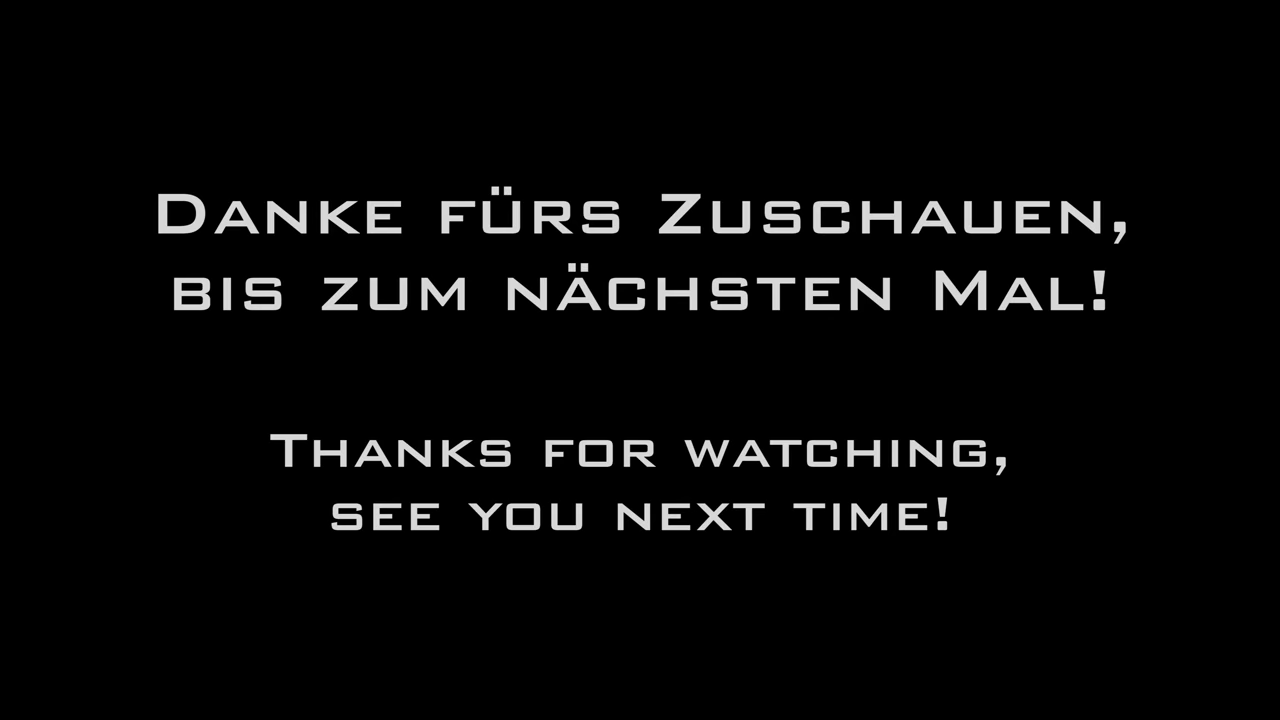 Danke fürs Zuschauen,
bis zum nächsten Mal!
Thanks for watching,
see you next time!